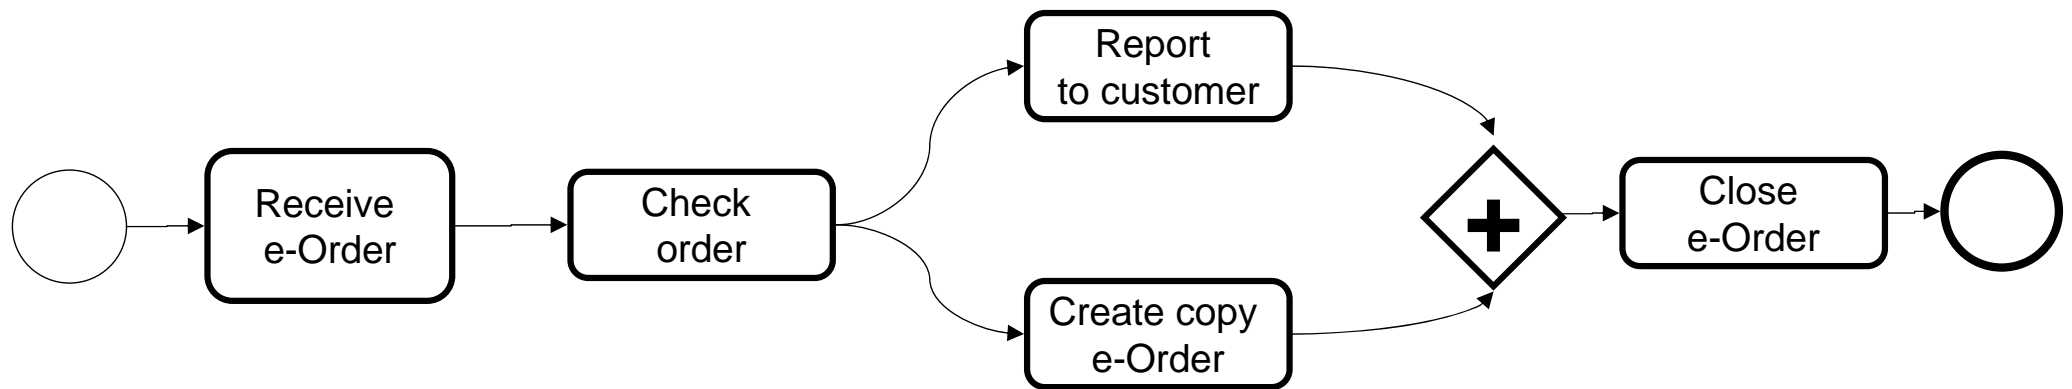 Receive
e-Order
Check
order
Report
to customer
Create copy
e-Order
Close
e-Order